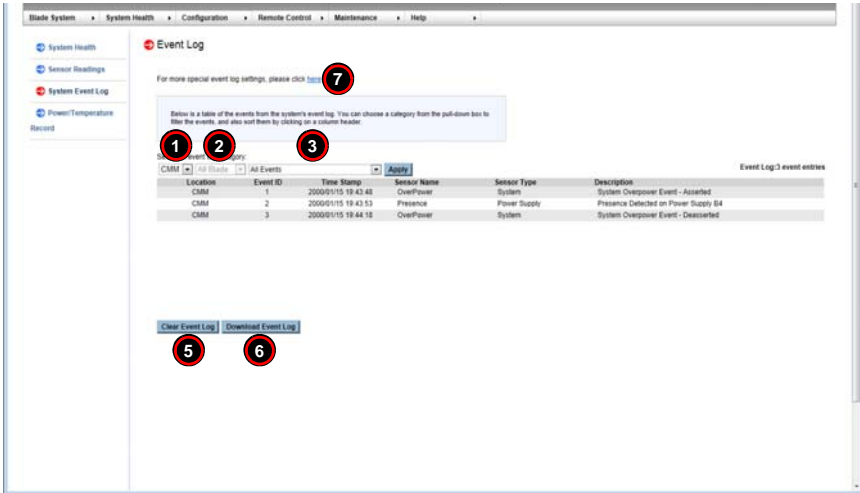 Blade System System Health Configuration Remote Control Maintenance Help
System Health
Sensor Readings
System Event Log
Power/Temperature
Record
Event Log
For more special event log settings, please click here
7
Below is a table of the events from the system's event log. You can choose a category from the pull-down box to
filter the events, and also sort them by clicking on a column header.
1 2 3
event category:
CMM All Blade All Events Apply
Event Log:3 event entries
Location Event ID Time Stamp Sensor Name Sensor Type Description
CMM 1 2000/01/15 19:43:48 OverPower System System Overpower Event - Asserted
CMM 2 2000/01/15 19:43:53 Presence Power Supply Presence Detected on Power Supply B4
CMM 3 2000/01/15 19:44:18 OverPower System System Overpower Event - Deasserted
Clear Event Log Download Event Log
5 6